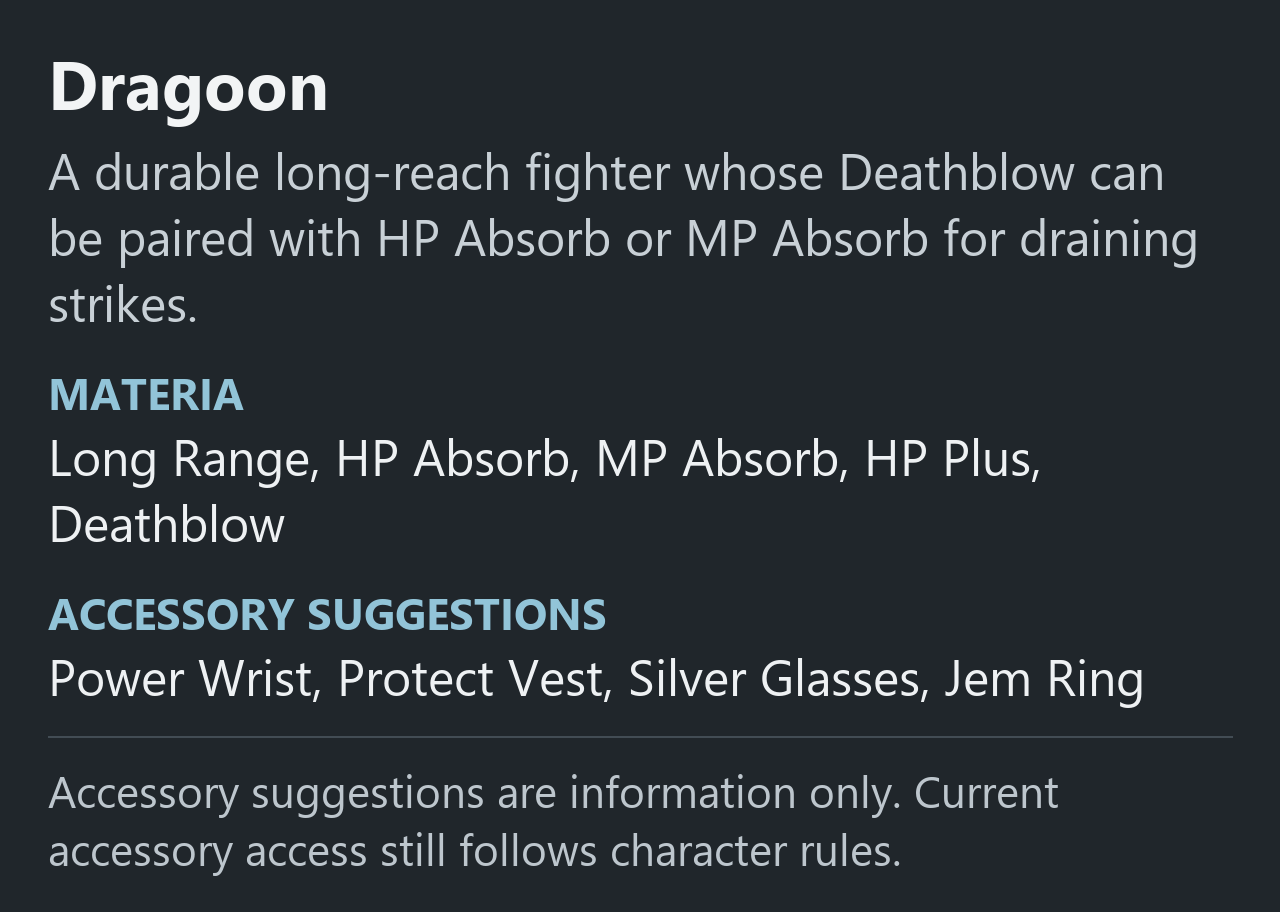 Dragoon
A durable long-reach fighter whose Deathblow can
be paired with HP Absorb or MP Absorb for draining
strikes.
MATERIA
Long Range, HP Absorb, MP Absorb, HP Plus,
Deathblow
ACCESSORY SUGGESTIONS
Power Wrist, Protect Vest, Silver Glasses, Jem Ring
Accessory suggestions are information only. Current
accessory access still follows character rules.